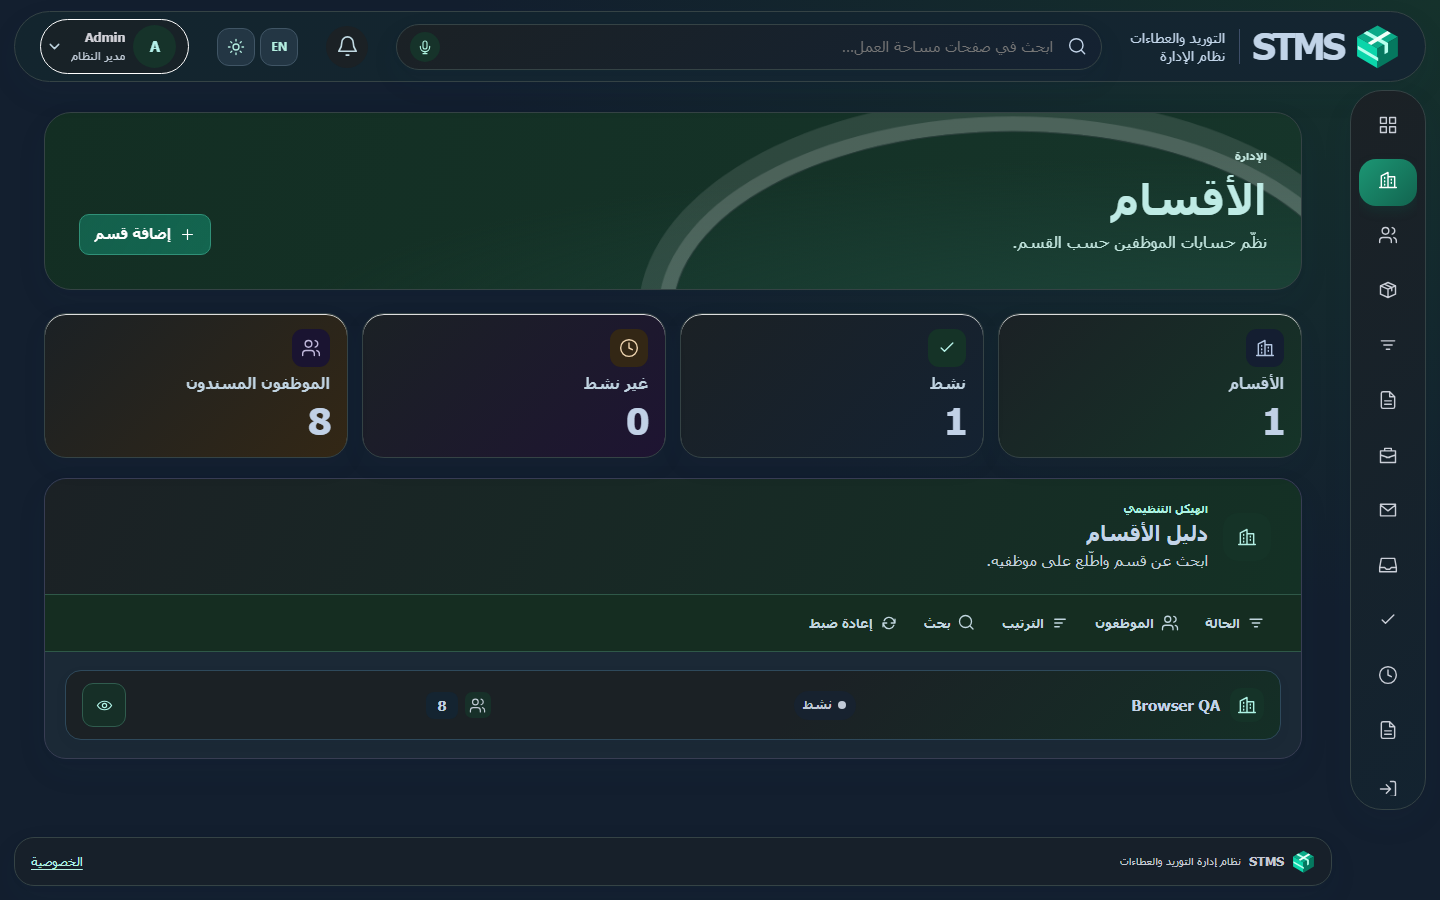 STMS
التوريد والعطاءات
نظام الإدارة
ابحث في صفحات مساحة العمل...
EN
A
Admin
مدير النظام
الإدارة
الأقسام
نظّم حسابات الموظفين حسب القسم.
إضافة قسم
الأقسام
1
نشط
1
غير نشط
0
الموظفون المسندون
8
الهيكل التنظيمي
دليل الأقسام
ابحث عن قسم واطّلع على موظفيه.
الحالة
الموظفون
الترتيب
بحث
إعادة ضبط
Browser QA
نشط
8
STMS
نظام إدارة التوريد والعطاءات
الخصوصية